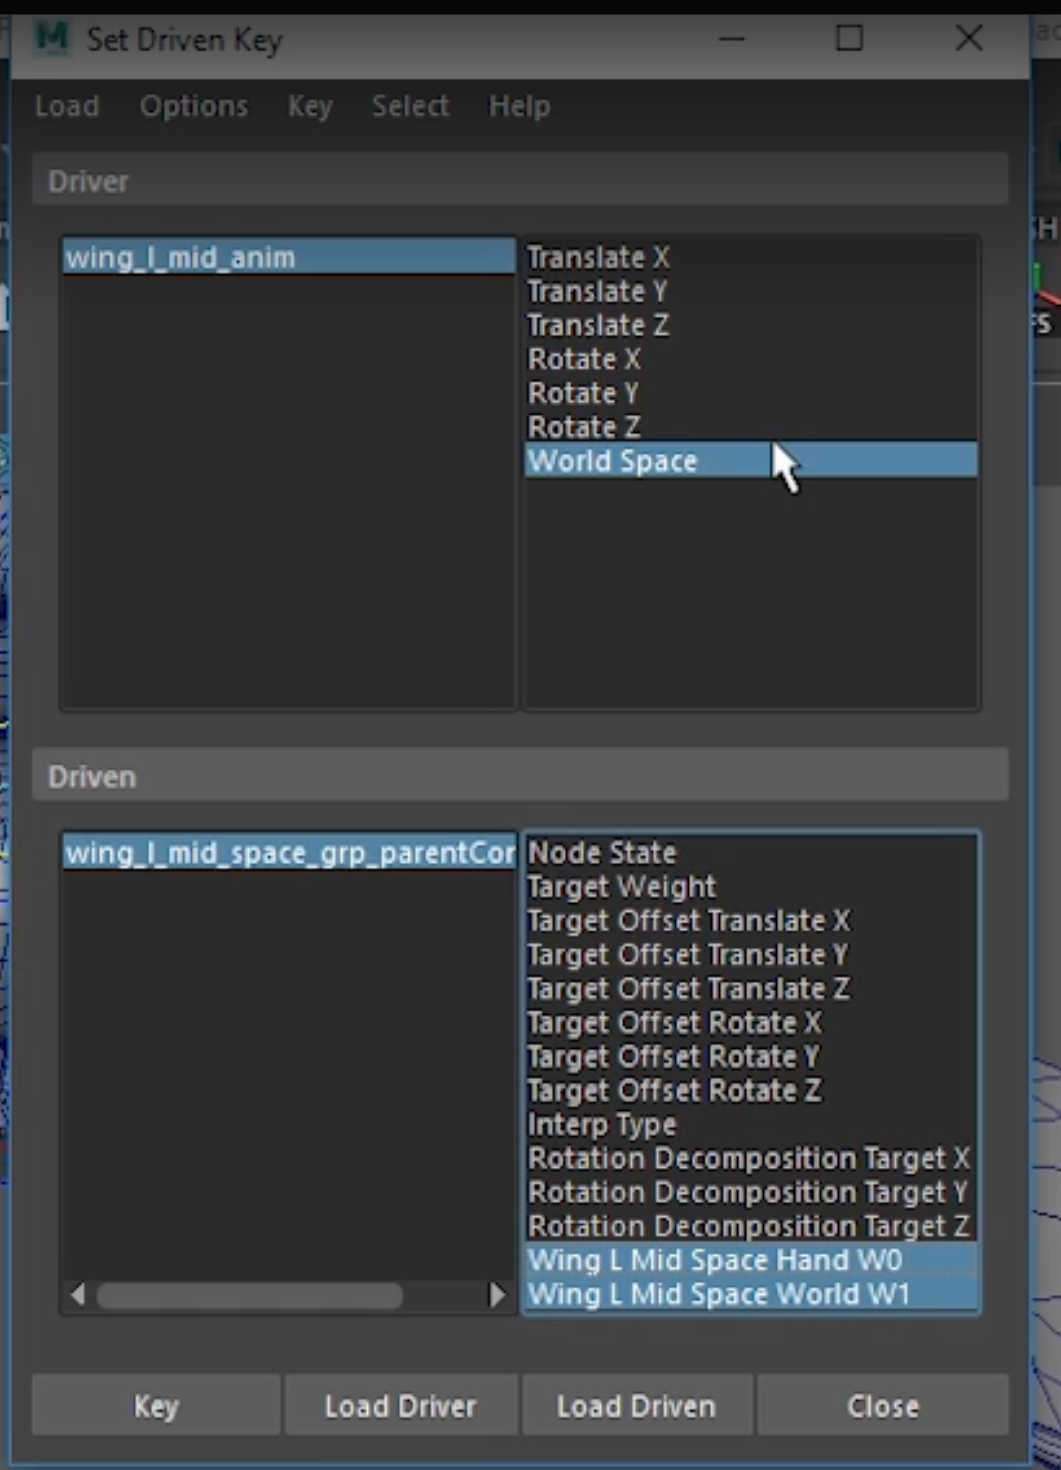 Set Driven Key
Load Options Key Select Help
Driver
wing_l_mid_anim
Translate X
Translate Y
Translate Z
Rotate X
Rotate Y
Rotate Z
World Space
Driven
wing_l_mid_space_grp_parentCor
Node State
Target Weight
Target Offset Translate X
Target Offset Translate Y
Target Offset Translate Z
Target Offset Rotate X
Target Offset Rotate Y
Target Offset Rotate Z
Interp Type
Rotation Decomposition Target X
Rotation Decomposition Target Y
Rotation Decomposition Target Z
Wing L Mid Space Hand W0
Wing L Mid Space World W1
Key Load Driver Load Driven Close